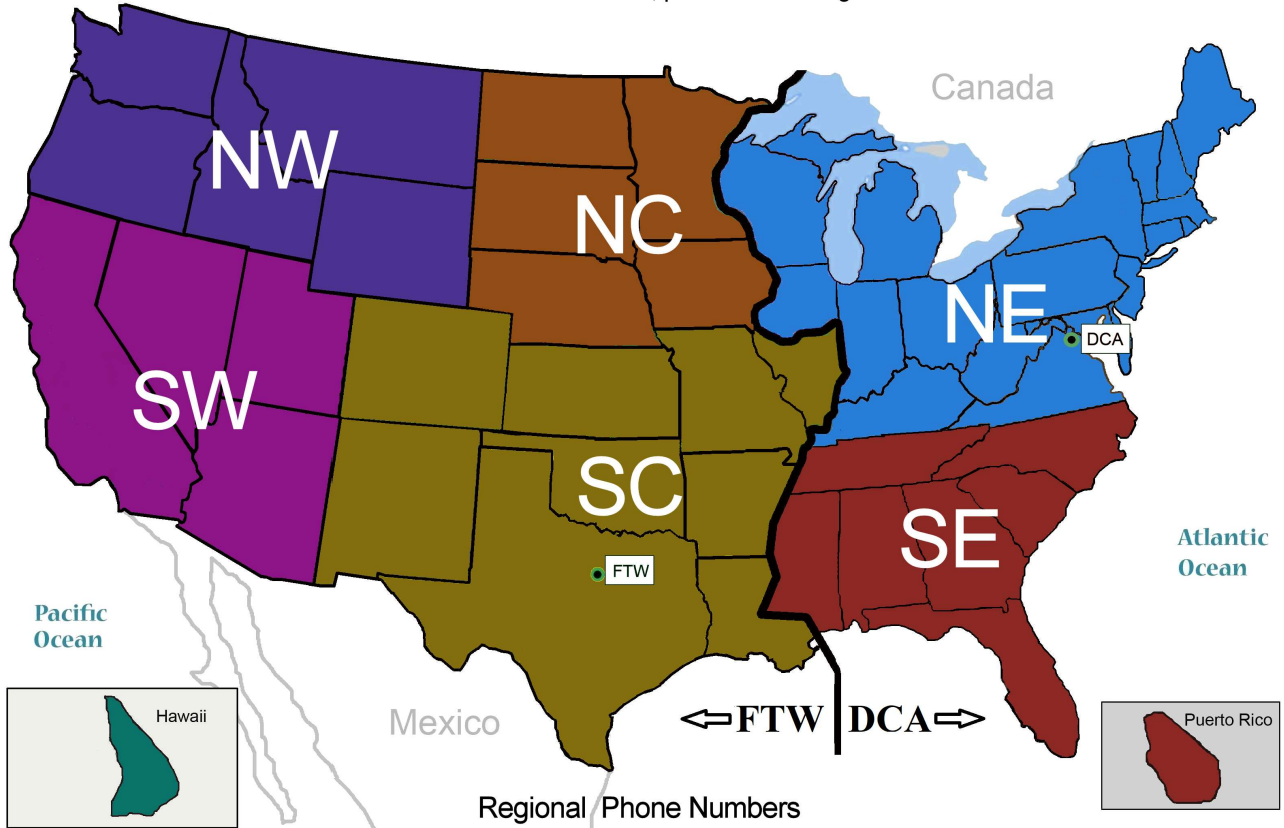 Canada
NW
NC
NE
DCA
SW
SC
SE
FTW
Atlantic
Ocean
Pacific
Ocean
Hawaii
Mexico
FTW
DCA
Puerto Rico
Regional Phone Numbers